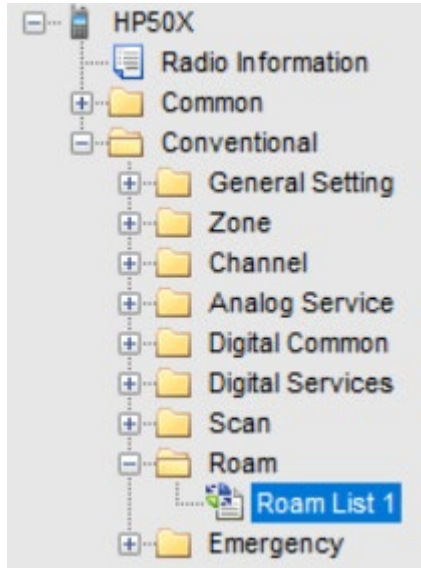 HP50X
Radio Information
Common
Conventional
General Setting
Zone
Channel
Analog Service
Digital Common
Digital Services
Scan
Roam
Roam List 1
Emergency